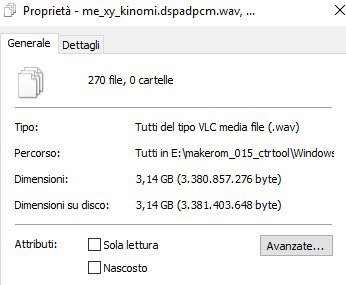 Proprietà - me_xy_kinomi.dspadpcm.wav, ...
Generale Dettagli
270 file, 0 cartelle
Tipo: Tutti del tipo VLC media file (.wav)
Percorso: Tutti in E:\makerom_015_ctrtool\Windows
Dimensioni: 3,14 GB (3.380.857.276 byte)
Dimensioni su disco: 3,14 GB (3.381.403.648 byte)
Attributi: Sola lettura Avanzate...
Nascosto